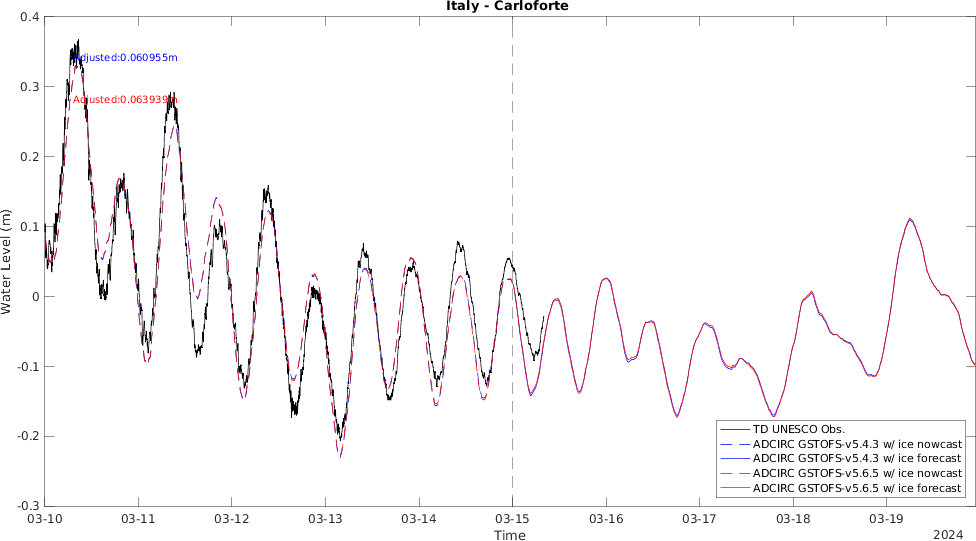 Italy - Carloforte
0.4
0.3
0.2
0.1
0
-0.1
-0.2
-0.3
Water Level (m)
Adjusted:0.060955m
Adjusted:0.063939m
TD UNESCO Obs.
ADCIRC GSTOFS-v5.4.3 w/ ice nowcast
ADCIRC GSTOFS-v5.4.3 w/ ice forecast
ADCIRC GSTOFS-v5.6.5 w/ ice nowcast
ADCIRC GSTOFS-v5.6.5 w/ ice forecast
03-10 03-11 03-12 03-13 03-14 03-15 03-16 03-17 03-18 03-19
Time
2024